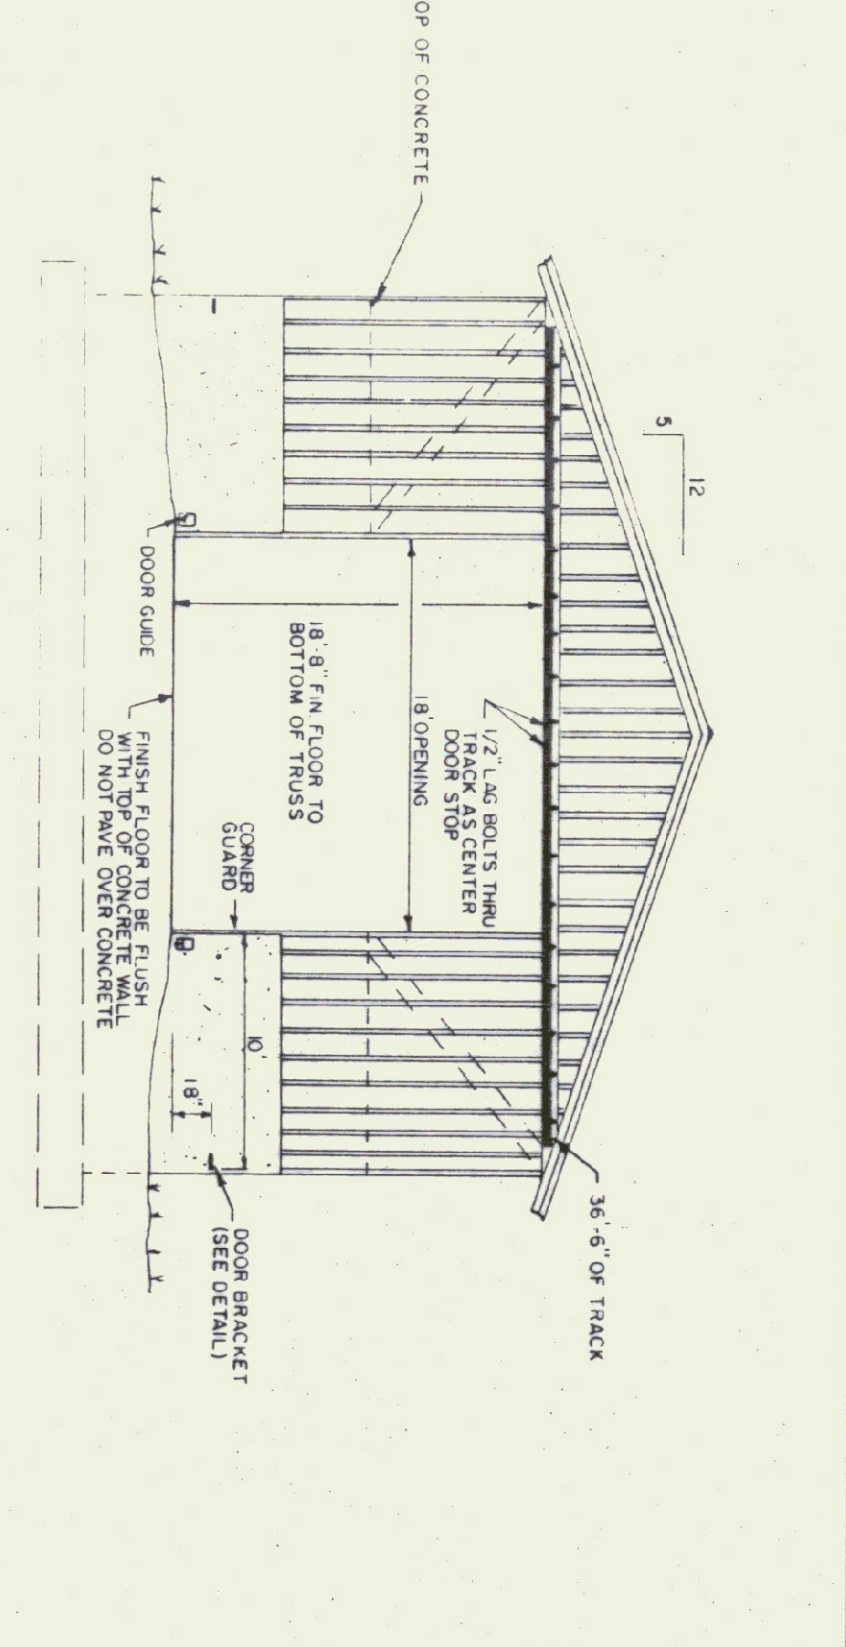 12
5
36'-6" OF TRACK
OP OF CONCRETE
1/2" LAG BOLTS THRU
TRACK AS CENTER
DOOR STOP
18' OPENING
18'-8" FIN. FLOOR TO
BOTTOM OF TRUSS
CORNER
GUARD
10'
18"
DOOR BRACKET
(SEE DETAIL)
DOOR GUIDE
FINISH FLOOR TO BE FLUSH
WITH TOP OF CONCRETE WALL
DO NOT PAVE OVER CONCRETE